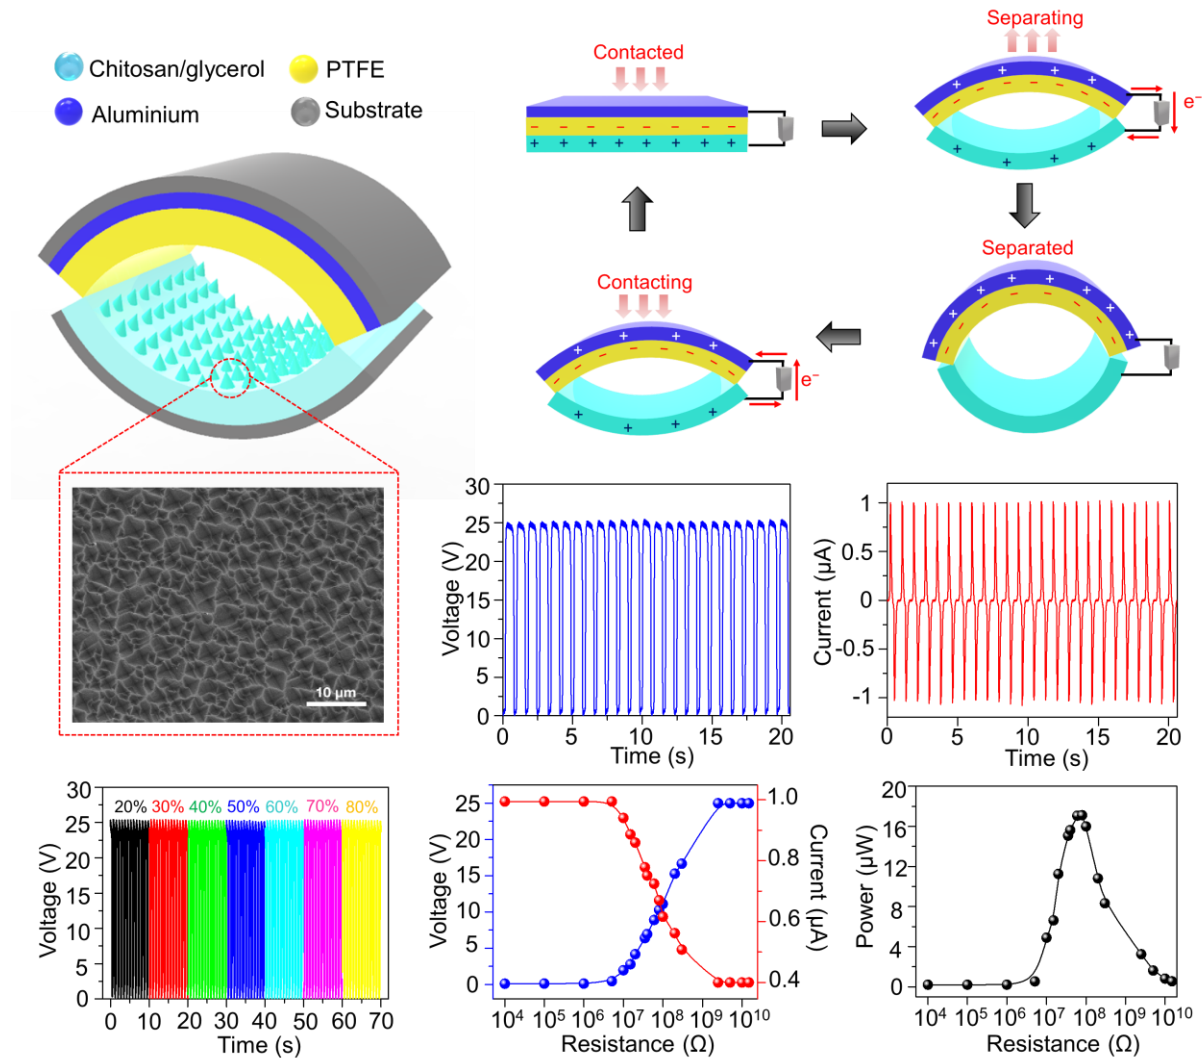 Chitosan/glycerol
PTFE
Aluminium
Substrate
Contacted
Separating
e⁻
Separated
Contacting
e⁻
10 μm
30
25
20
15
10
5
0
Voltage (V)
0 5 10 15 20
Time (s)
1
0.5
0
-0.5
-1
Current (μA)
0 5 10 15 20
Time (s)
30
25
20
15
10
5
0
Voltage (V)
20% 30% 40% 50% 60% 70% 80%
0 10 20 30 40 50 60 70
Time (s)
25
20
15
10
5
0
Voltage (V)
1.0
0.8
0.6
0.4
Current (μA)
10⁴ 10⁵ 10⁶ 10⁷ 10⁸ 10⁹ 10¹⁰
Resistance (Ω)
20
16
12
8
4
0
Power (μW)
10⁴ 10⁵ 10⁶ 10⁷ 10⁸ 10⁹ 10¹⁰
Resistance (Ω)